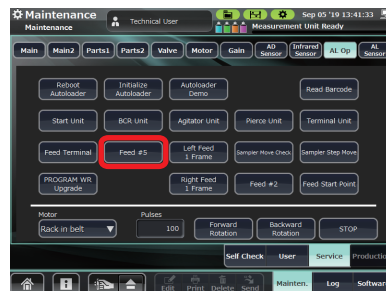 Maintenance
Maintenance
Technical User
Sep 05 '19 13:41:33
Measurement Unit Ready
Main
Main2
Parts1
Parts2
Valve
Motor
Gain
AD
Sensor
Infrared
Sensor
AL Op
AL
Sensor
Reboot
Autoloader
Initialize
Autoloader
Autoloader
Demo
Read Barcode
Start Unit
BCR Unit
Agitator Unit
Pierce Unit
Terminal Unit
Feed Terminal
Feed #5
Left Feed
1 Frame
Sampler Move Check
Sampler Step Move
PROGRAM WR
Upgrade
Right Feed
1 Frame
Feed #2
Feed Start Point
Motor
Pulses
Rack in belt
100
Forward
Rotation
Backward
Rotation
STOP
Self Check
User
Service
Productio
Edit
Print
Delete
Send
Mainten.
Log
Softwar